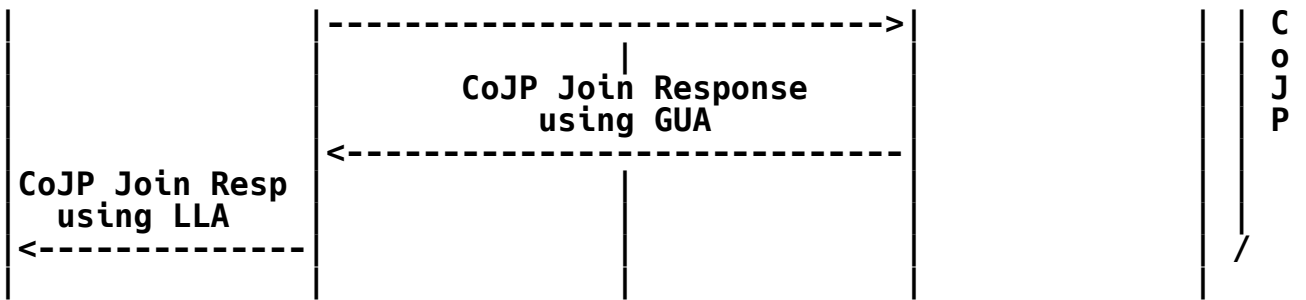 |               |----------------------------->|              | | C
|               |               |              |              | | o
|               |       CoJP Join Response     |              | | J
|               |           using GUA          |              | | P
|               |<-----------------------------|              | |
|CoJP Join Resp |               |              |              | |
|  using LLA    |               |              |              | |
|<--------------|               |              |              | /
|               |               |              |              |